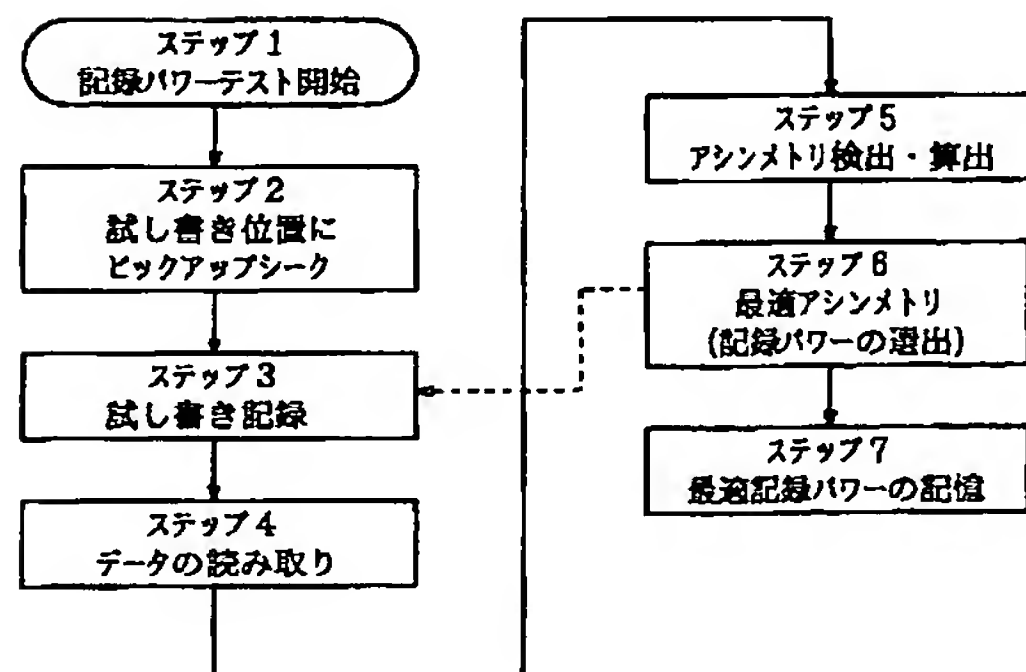 ステップ1
記録パワーテスト開始
ステップ2
試し書き位置に
ピックアップシーク
ステップ3
試し書き記録
ステップ4
データの読み取り
ステップ5
アシンメトリ検出・算出
ステップ6
最適アシンメトリ
(記録パワーの選出)
ステップ7
最適記録パワーの記憶